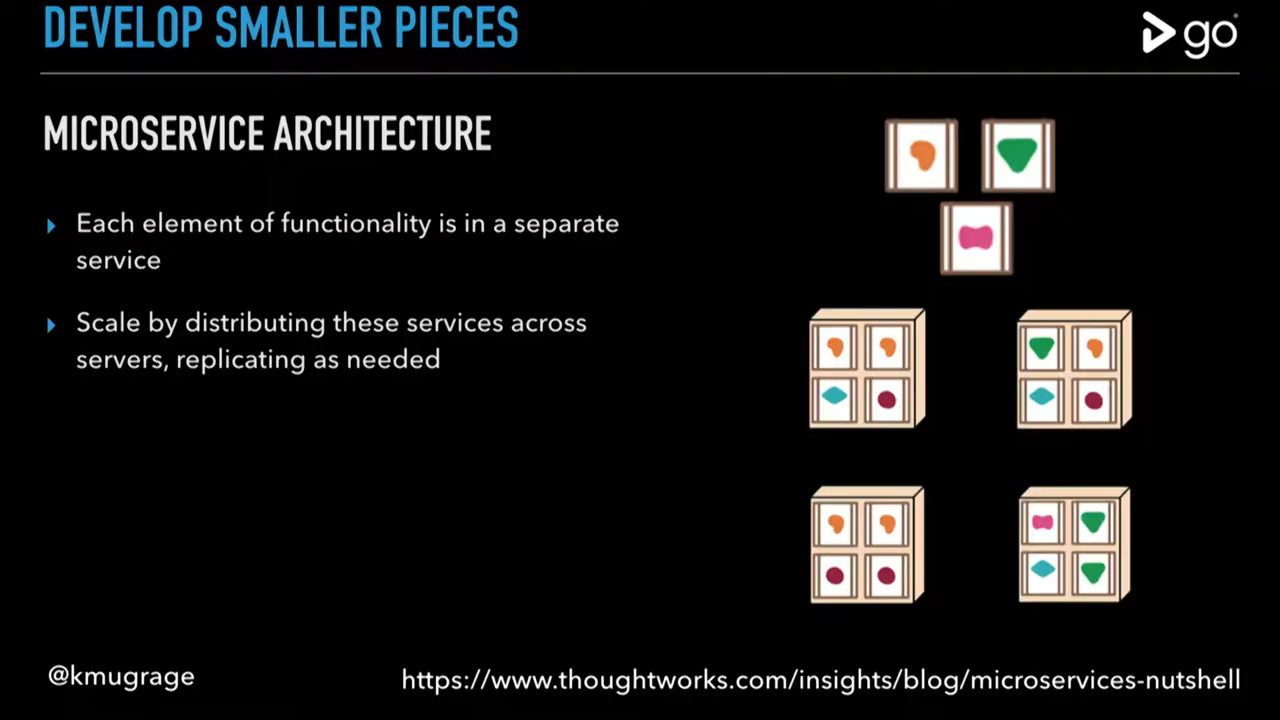 DEVELOP SMALLER PIECES
go
MICROSERVICE ARCHITECTURE
Each element of functionality is in a separate
service
Scale by distributing these services across
servers, replicating as needed
@kmugrage
https://www.thoughtworks.com/insights/blog/microservices-nutshell